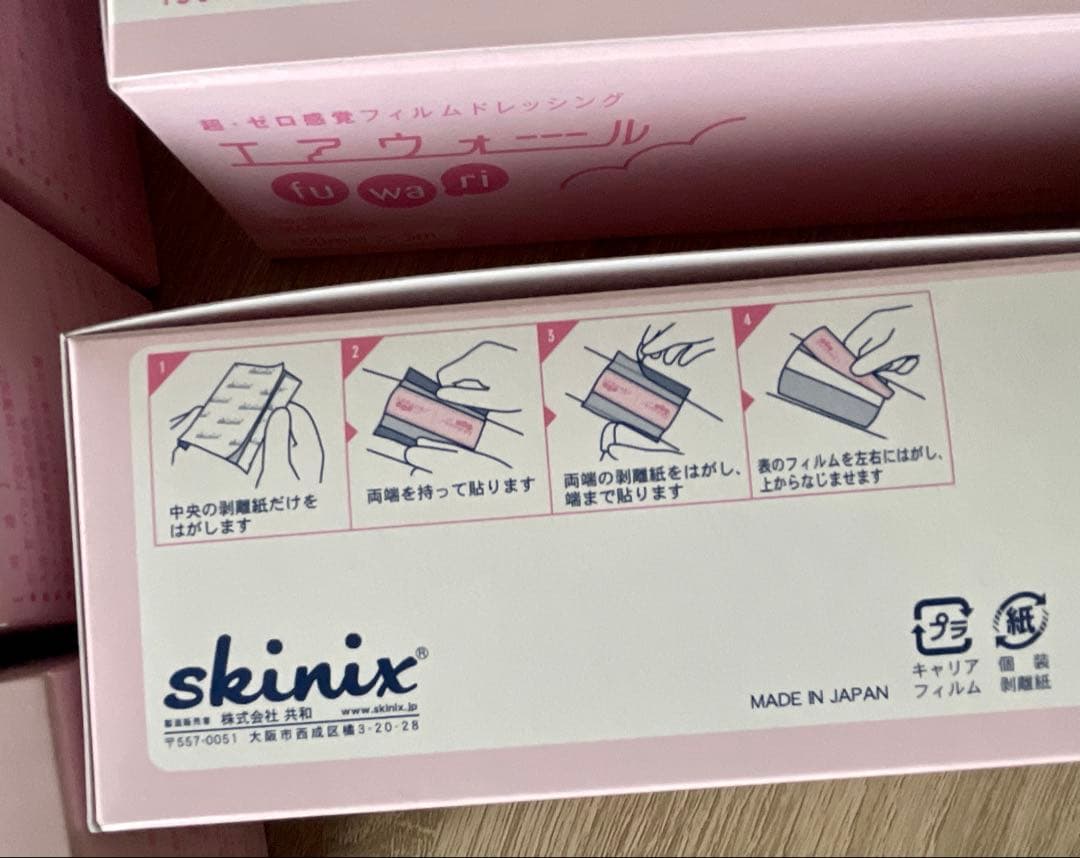 超・ゼロ感覚フィルムドレッシング
エアウォール
fu wa ri
1
中央の剥離紙だけを
はがします
2
両端を持って貼ります
3
両端の剥離紙をはがし、
端まで貼ります
4
表のフィルムを左右にはがし、
上からなじませます
skinix®
製造販売業 株式会社 共和 www.skinix.jp
〒557-0051 大阪市西成区橘3-20-28
MADE IN JAPAN
プラ
キャリア
フィルム
紙
個装
剥離紙